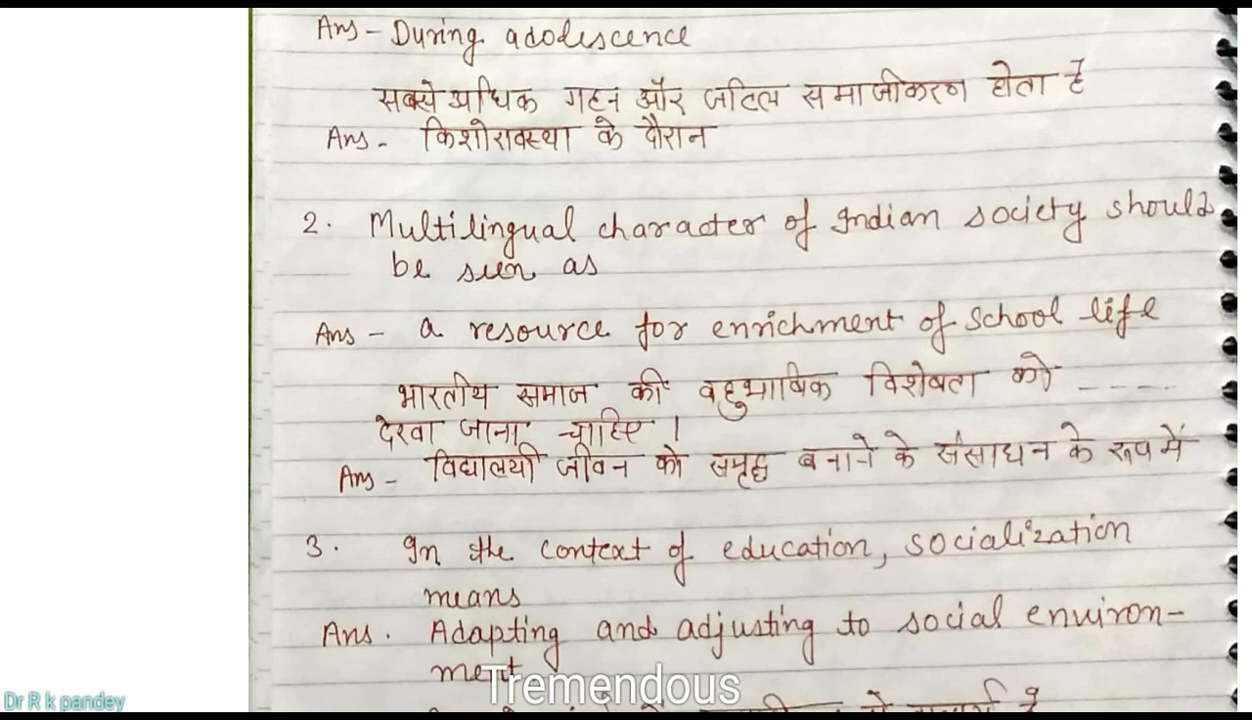 Ans - During adolescence
सबसे अधिक गहन और जटिल समाजीकरण होता है
Ans - किशोरावस्था के दौरान
2. Multilingual character of Indian society should
be seen as
Ans - a resource for enrichment of school life
भारतीय समाज की बहुभाषिक विशेषता को -----
देखा जाना चाहिए ।
Ans - विद्यालयी जीवन को समृद्ध बनाने के संसाधन के रूप में
3. In the context of education, socialization
means
Ans. Adapting and adjusting to social environ-
ment
Tremendous
Dr R k pandey